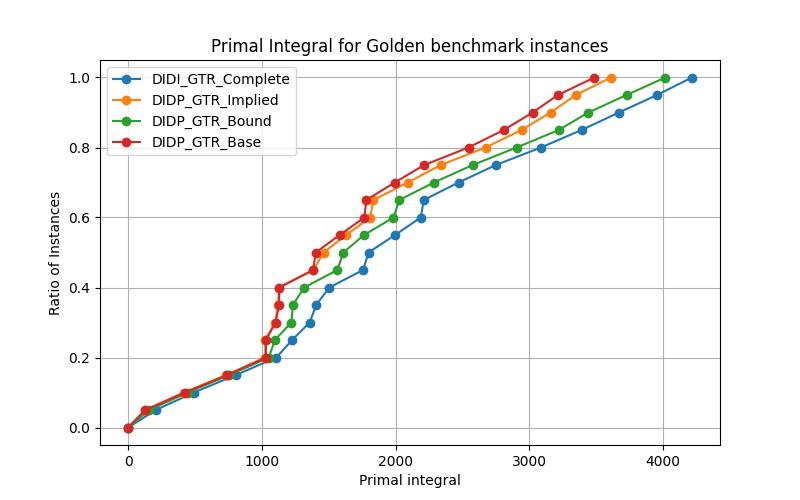 Primal Integral for Golden benchmark instances
DIDI_GTR_Complete
DIDP_GTR_Implied
DIDP_GTR_Bound
DIDP_GTR_Base
Ratio of Instances
1.0
0.8
0.6
0.4
0.2
0.0
0 1000 2000 3000 4000
Primal integral